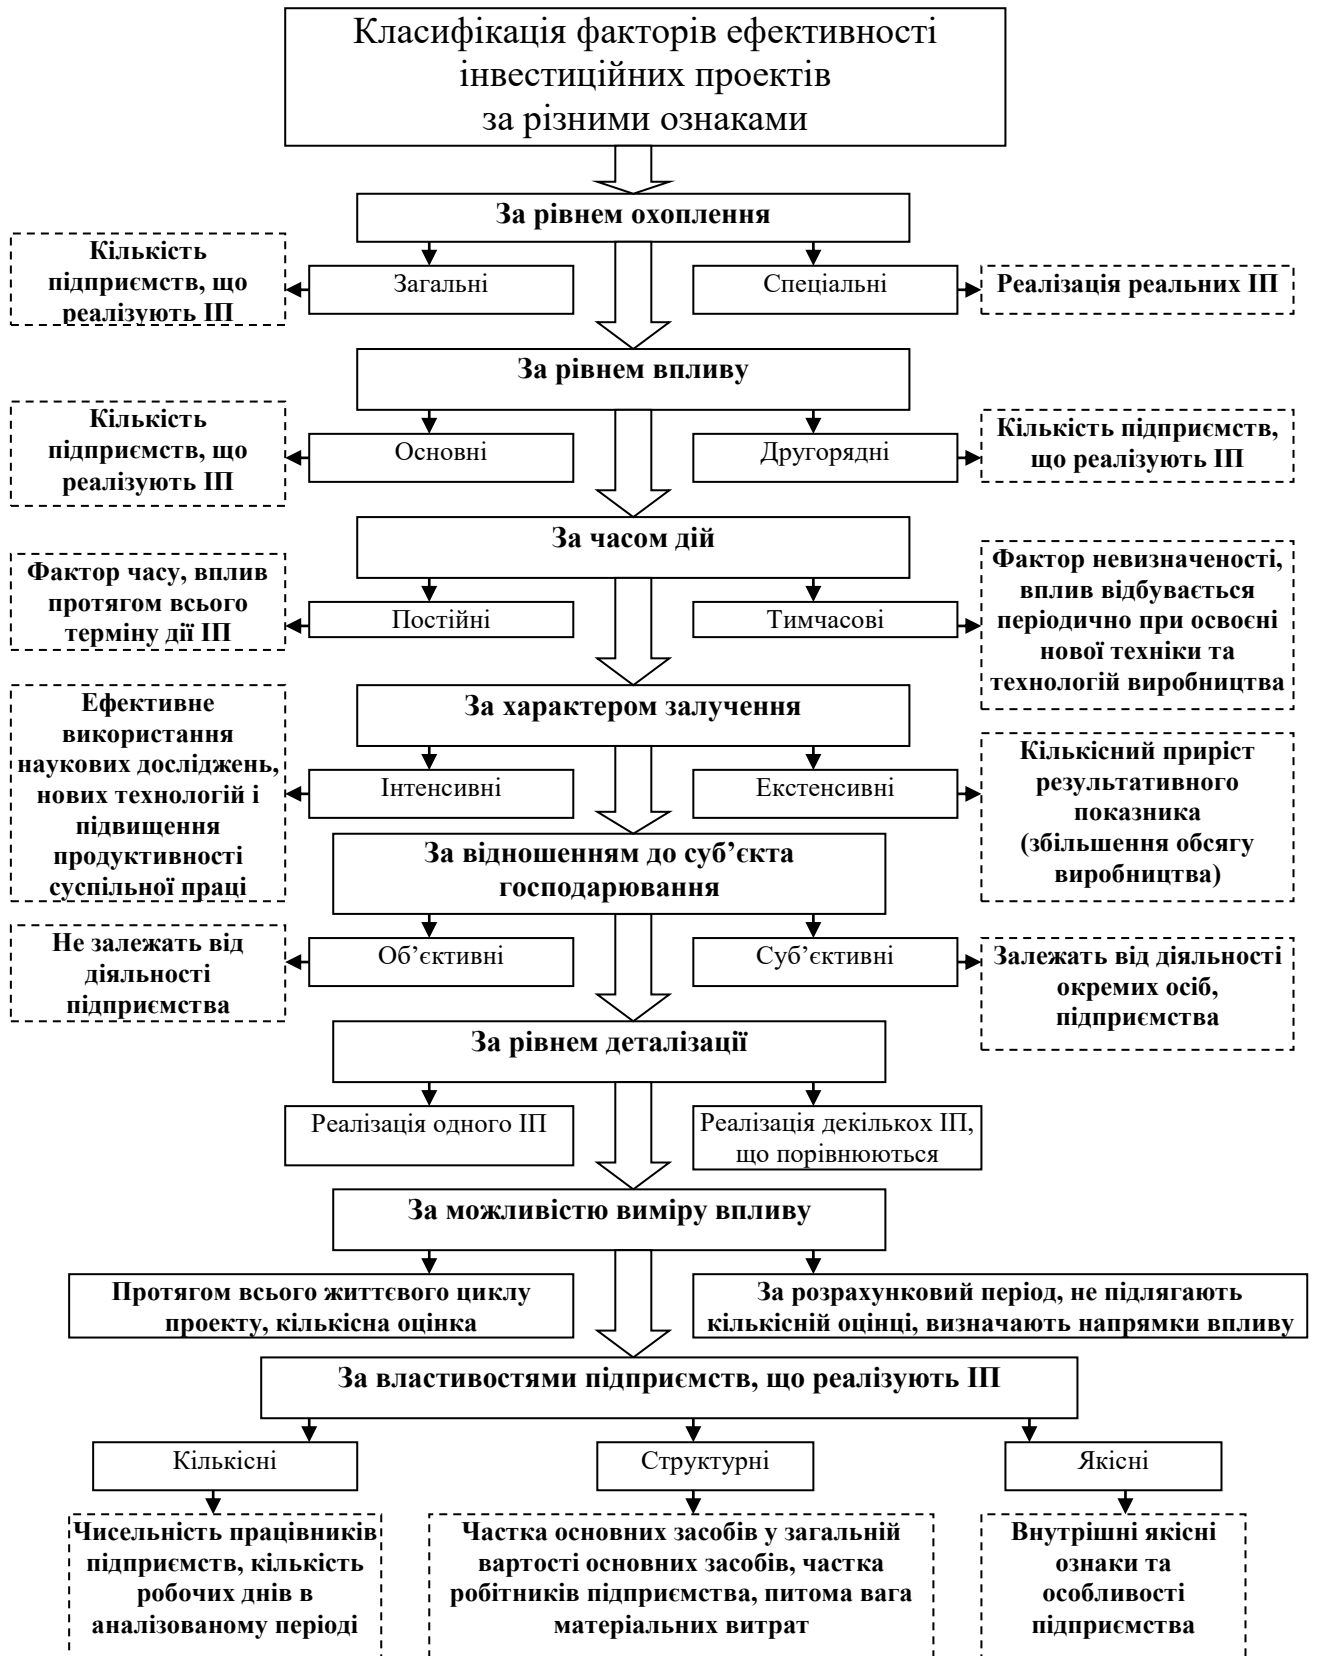 Класифікація факторів ефективності
інвестиційних проектів
за різними ознаками
За рівнем охоплення
Кількість
підприємств, що
реалізують ІП
Загальні
Спеціальні
Реалізація реальних ІП
За рівнем впливу
Кількість
підприємств, що
реалізують ІП
Основні
Другорядні
Кількість підприємств,
що реалізують ІП
За часом дій
Фактор часу, вплив
протягом всього
терміну дії ІП
Постійні
Тимчасові
Фактор невизначеності,
вплив відбувається
періодично при освоєні
нової техніки та
технологій виробництва
За характером залучення
Ефективне
використання
наукових досліджень,
нових технологій і
підвищення
продуктивності
суспільної праці
Інтенсивні
Екстенсивні
Кількісний приріст
результативного
показника
(збільшення обсягу
виробництва)
За відношенням до суб’єкта
господарювання
Не залежать від
діяльності
підприємства
Об’єктивні
Суб’єктивні
Залежать від діяльності
окремих осіб,
підприємства
За рівнем деталізації
Реалізація одного ІП
Реалізація декількох ІП,
що порівнюються
За можливістю виміру впливу
Протягом всього життєвого циклу
проекту, кількісна оцінка
За розрахунковий період, не підлягають
кількісній оцінці, визначають напрямки впливу
За властивостями підприємств, що реалізують ІП
Кількісні
Структурні
Якісні
Чисельність працівників
підприємств, кількість
робочих днів в
аналізованому періоді
Частка основних засобів у загальній
вартості основних засобів, частка
робітників підприємства, питома вага
матеріальних витрат
Внутрішні якісні
ознаки та
особливості
підприємства